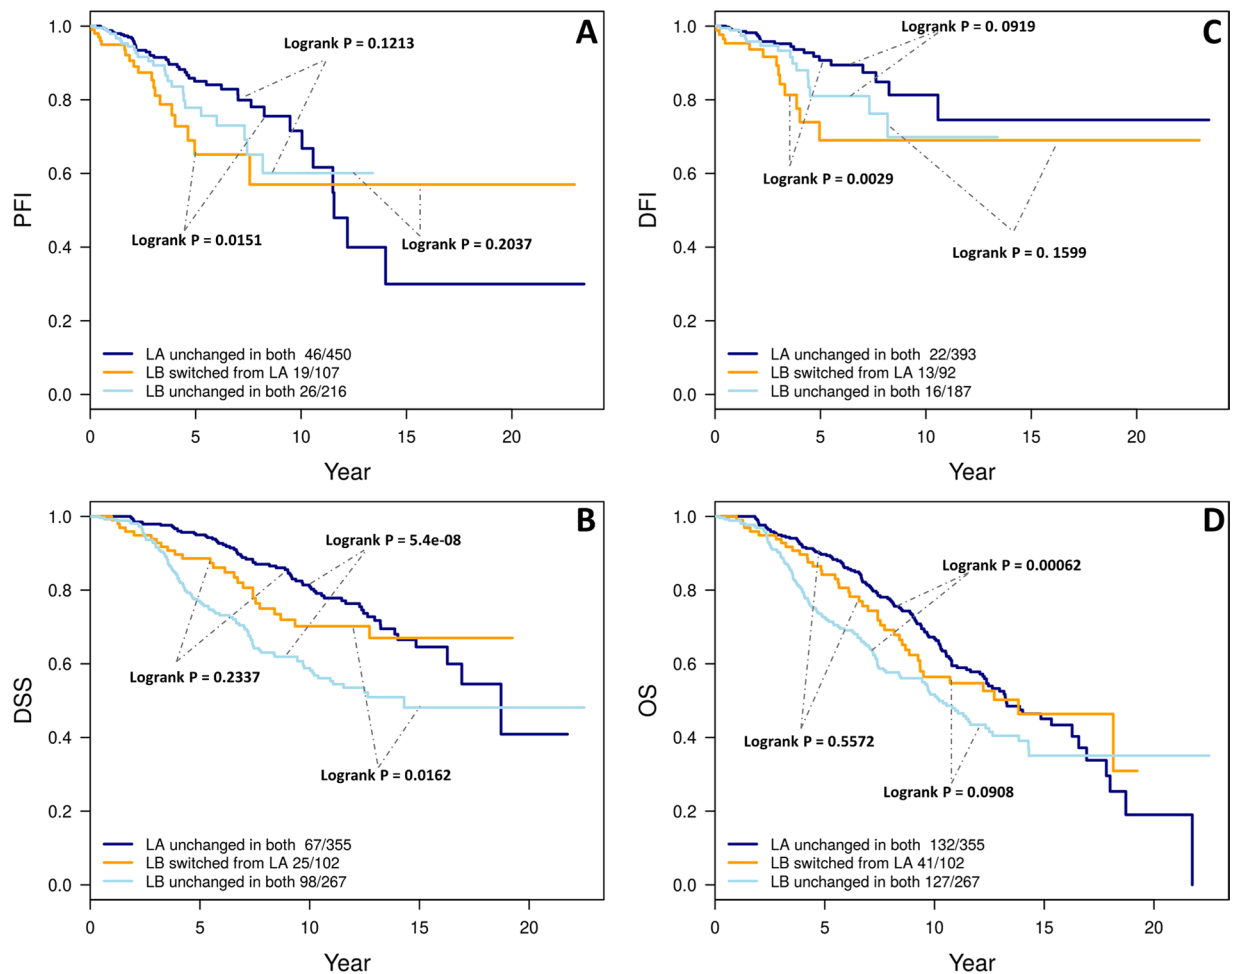 A
Logrank P = 0.1213
Logrank P = 0.0151
Logrank P = 0.2037
PFI
1.0
0.8
0.6
0.4
0.2
0.0
LA unchanged in both 46/450
LB switched from LA 19/107
LB unchanged in both 26/216
0 5 10 15 20
Year
C
Logrank P = 0. 0919
Logrank P = 0.0029
Logrank P = 0. 1599
DFI
1.0
0.8
0.6
0.4
0.2
0.0
LA unchanged in both 22/393
LB switched from LA 13/92
LB unchanged in both 16/187
0 5 10 15 20
Year
B
Logrank P = 5.4e-08
Logrank P = 0.2337
Logrank P = 0.0162
DSS
1.0
0.8
0.6
0.4
0.2
0.0
LA unchanged in both 67/355
LB switched from LA 25/102
LB unchanged in both 98/267
0 5 10 15 20
Year
D
Logrank P = 0.00062
Logrank P = 0.5572
Logrank P = 0.0908
OS
1.0
0.8
0.6
0.4
0.2
0.0
LA unchanged in both 132/355
LB switched from LA 41/102
LB unchanged in both 127/267
0 5 10 15 20
Year